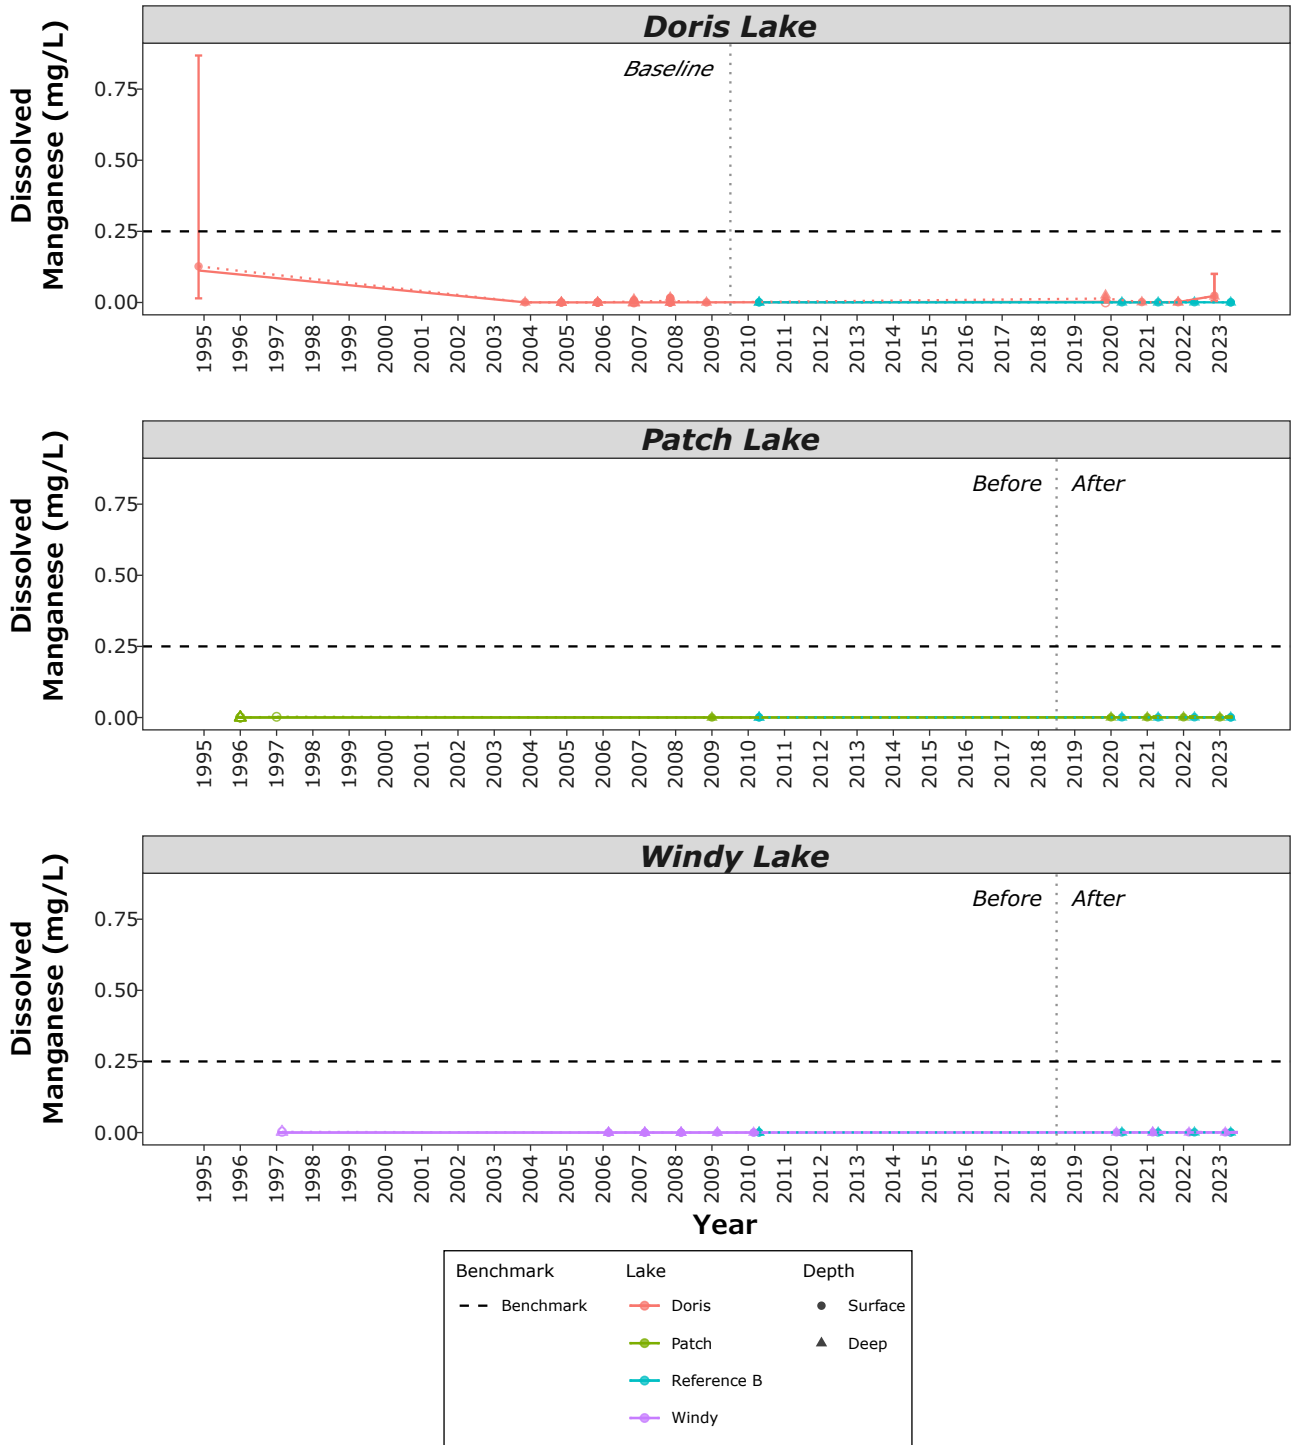 Doris Lake
Dissolved
Manganese (mg/L)
Baseline
0.75
0.50
0.25
0.00
1995 1996 1997 1998 1999 2000 2001 2002 2003 2004 2005 2006 2007 2008 2009 2010 2011 2012 2013 2014 2015 2016 2017 2018 2019 2020 2021 2022 2023
Patch Lake
Dissolved
Manganese (mg/L)
Before After
0.75
0.50
0.25
0.00
1995 1996 1997 1998 1999 2000 2001 2002 2003 2004 2005 2006 2007 2008 2009 2010 2011 2012 2013 2014 2015 2016 2017 2018 2019 2020 2021 2022 2023
Windy Lake
Dissolved
Manganese (mg/L)
Before After
0.75
0.50
0.25
0.00
1995 1996 1997 1998 1999 2000 2001 2002 2003 2004 2005 2006 2007 2008 2009 2010 2011 2012 2013 2014 2015 2016 2017 2018 2019 2020 2021 2022 2023
Year
Benchmark
Benchmark
Lake
Doris
Patch
Reference B
Windy
Depth
Surface
Deep